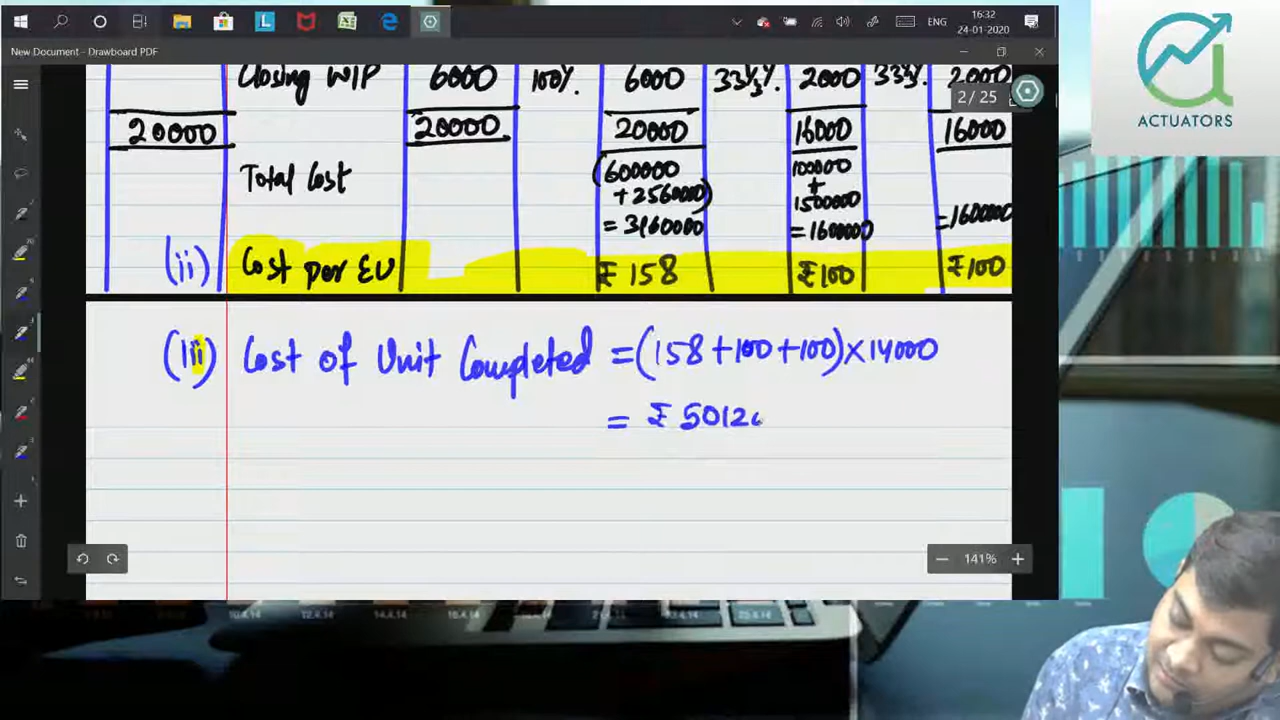 16:32
ENG
24-01-2020
New Document - Drawboard PDF
ACTUATORS
2 / 25
Closing WIP 6000 100%. 6000 33⅓%. 2000 33⅓%. 2000
20000 20000 20000 16000 16000
Total Cost (600000 + 2560000) = 3160000 100000 + 1500000 = 1600000 = 1600000
(ii) Cost per EU ₹ 158 ₹ 100 ₹ 100
(iii) Cost of Unit Completed = (158 + 100 + 100) × 14000
= ₹ 5012
141%